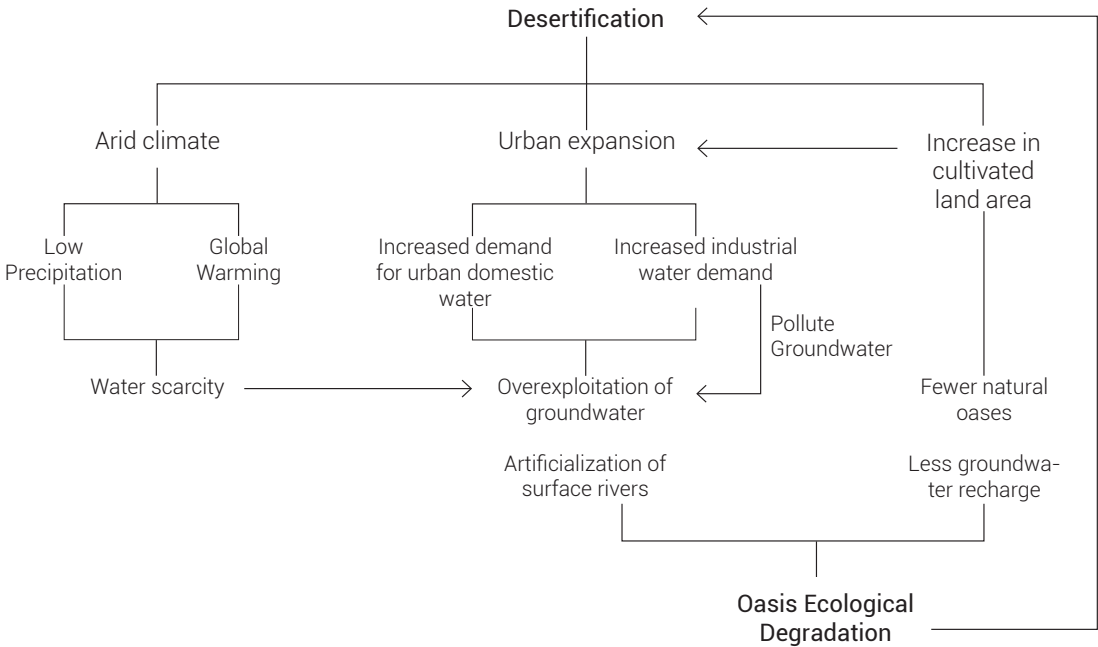 Desertification
Arid climate
Urban expansion
Increase in
cultivated
land area
Low
Precipitation
Global
Warming
Increased demand
for urban domestic
water
Increased industrial
water demand
Pollute
Groundwater
Water scarcity
Overexploitation of
groundwater
Fewer natural
oases
Artificialization of
surface rivers
Less groundwa-
ter recharge
Oasis Ecological
Degradation